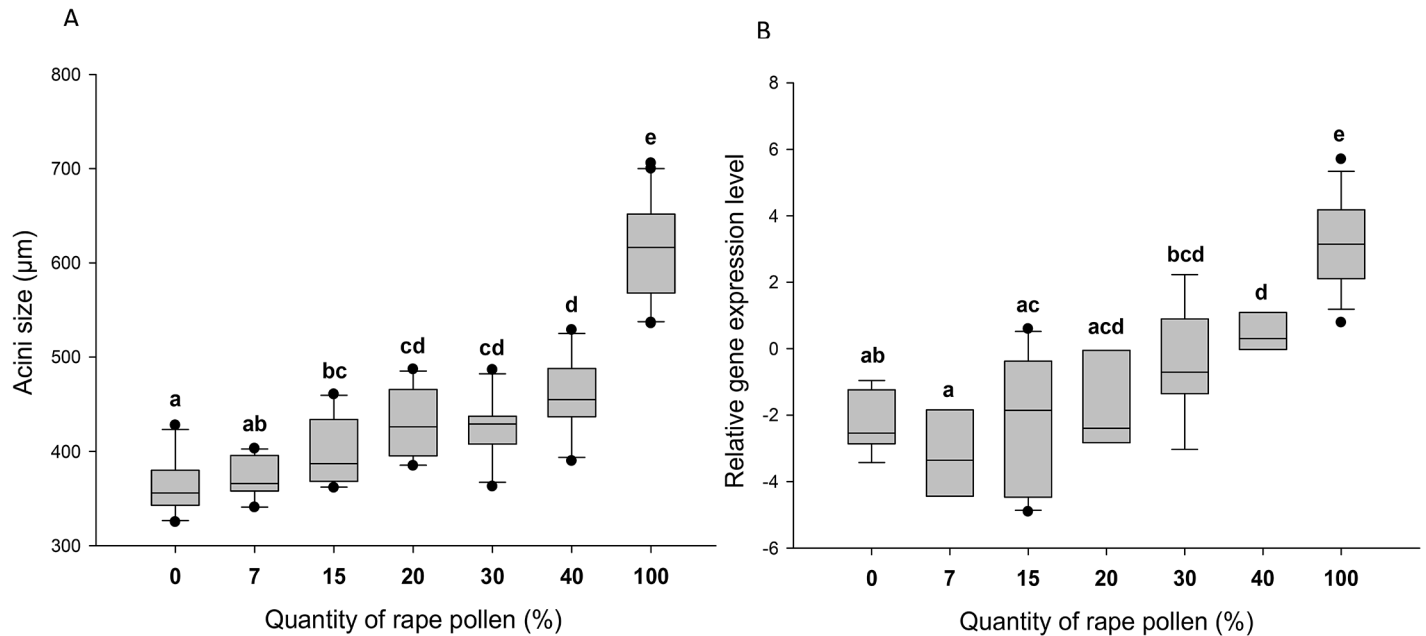 A
800
700
600
500
400
300
Acini size (µm)
a
ab
bc
cd
cd
d
e
0 7 15 20 30 40 100
Quantity of rape pollen (%)
B
8
6
4
2
0
-2
-4
-6
Relative gene expression level
ab
a
ac
acd
bcd
d
e
0 7 15 20 30 40 100
Quantity of rape pollen (%)